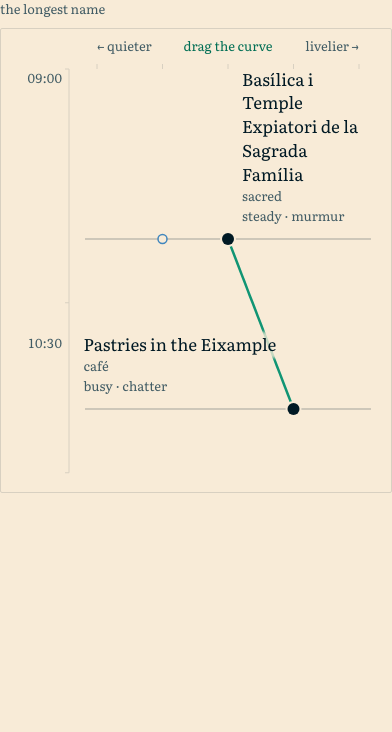 the longest name
← quieter drag the curve livelier →
09:00
Basílica i
Temple
Expiatori de la
Sagrada
Família
sacred
steady · murmur
10:30
Pastries in the Eixample
café
busy · chatter